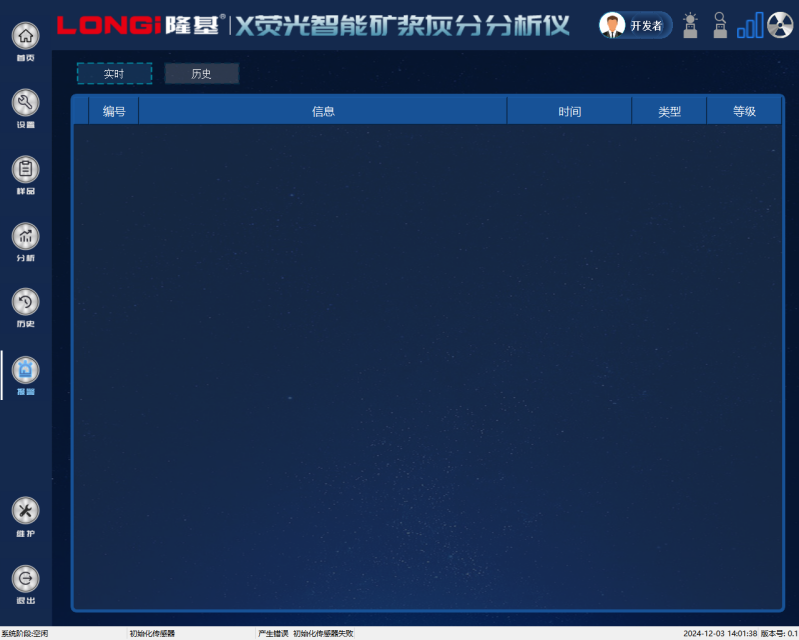 LONGi隆基® | X荧光智能矿浆灰分分析仪
开发者
首页
设置
样品
分析
历史
报警
维护
退出
实时 历史
编号 信息 时间 类型 等级
系统阶段:空闲 初始化传感器 产生错误 初始化传感器失败 2024-12-03 14:01:38 版本号: 0.1